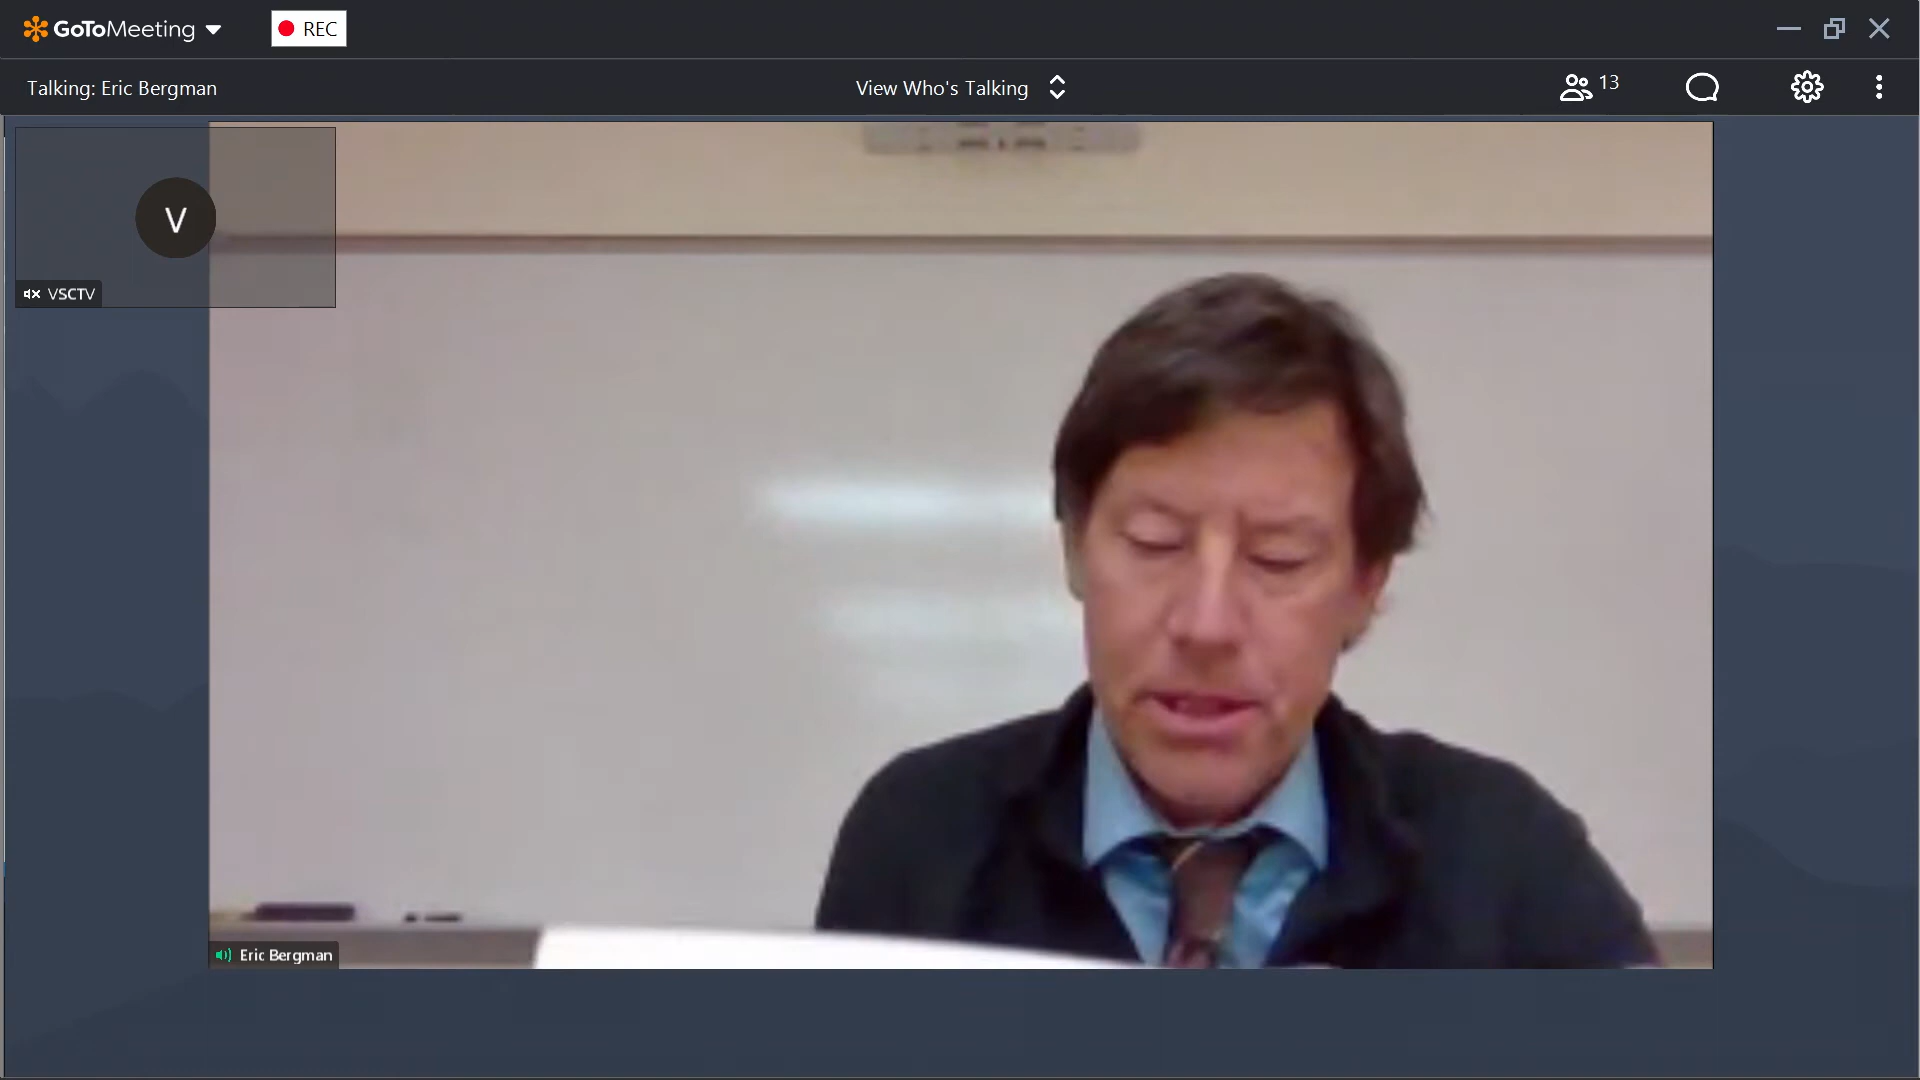 GoToMeeting
REC
Talking: Eric Bergman
View Who's Talking
13
V
VSCTV
Eric Bergman